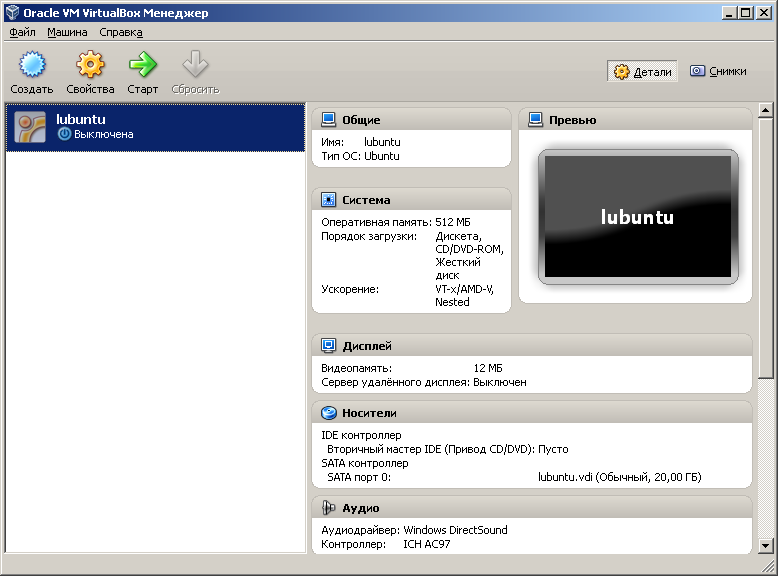 Oracle VM VirtualBox Менеджер
Файл Машина Справка
Создать Свойства Старт Сбросить
Детали Снимки
lubuntu
Выключена
Общие
Имя: lubuntu
Тип ОС: Ubuntu
Превью
lubuntu
Система
Оперативная память: 512 МБ
Порядок загрузки: Дискета,
CD/DVD-ROM,
Жесткий
диск
Ускорение: VT-x/AMD-V,
Nested
Дисплей
Видеопамять: 12 МБ
Сервер удалённого дисплея: Выключен
Носители
IDE контроллер
Вторичный мастер IDE (Привод CD/DVD): Пусто
SATA контроллер
SATA порт 0: lubuntu.vdi (Обычный, 20,00 ГБ)
Аудио
Аудиодрайвер: Windows DirectSound
Контроллер: ICH AC97